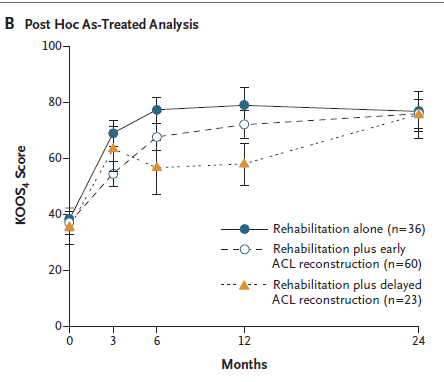 B Post Hoc As-Treated Analysis
100
80
60
40
20
0
KOOS4 Score
Rehabilitation alone (n=36)
Rehabilitation plus early
ACL reconstruction (n=60)
Rehabilitation plus delayed
ACL reconstruction (n=23)
0 3 6 12 24
Months